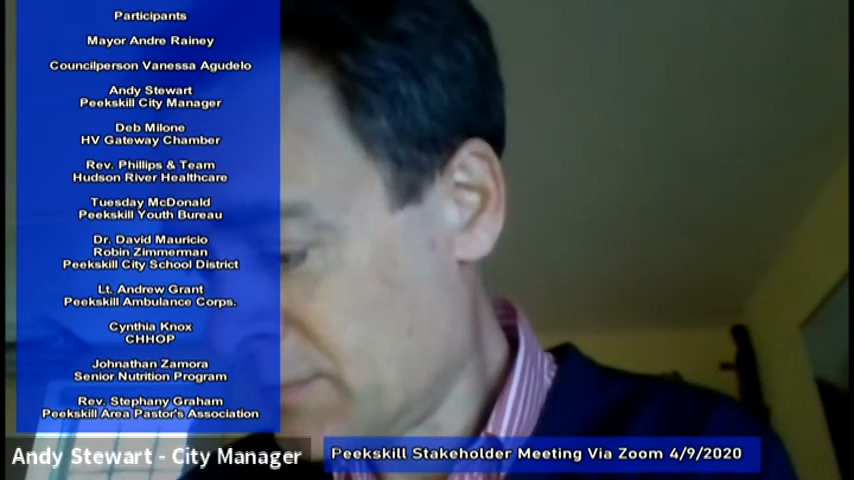 Participants
Mayor Andre Rainey
Councilperson Vanessa Agudelo
Andy Stewart
Peekskill City Manager
Deb Milone
HV Gateway Chamber
Rev. Phillips & Team
Hudson River Healthcare
Tuesday McDonald
Peekskill Youth Bureau
Dr. David Mauricio
Robin Zimmerman
Peekskill City School District
Lt. Andrew Grant
Peekskill Ambulance Corps.
Cynthia Knox
CHHOP
Johnathan Zamora
Senior Nutrition Program
Rev. Stephany Graham
Peekskill Area Pastor's Association
Andy Stewart - City Manager
Peekskill Stakeholder Meeting Via Zoom 4/9/2020